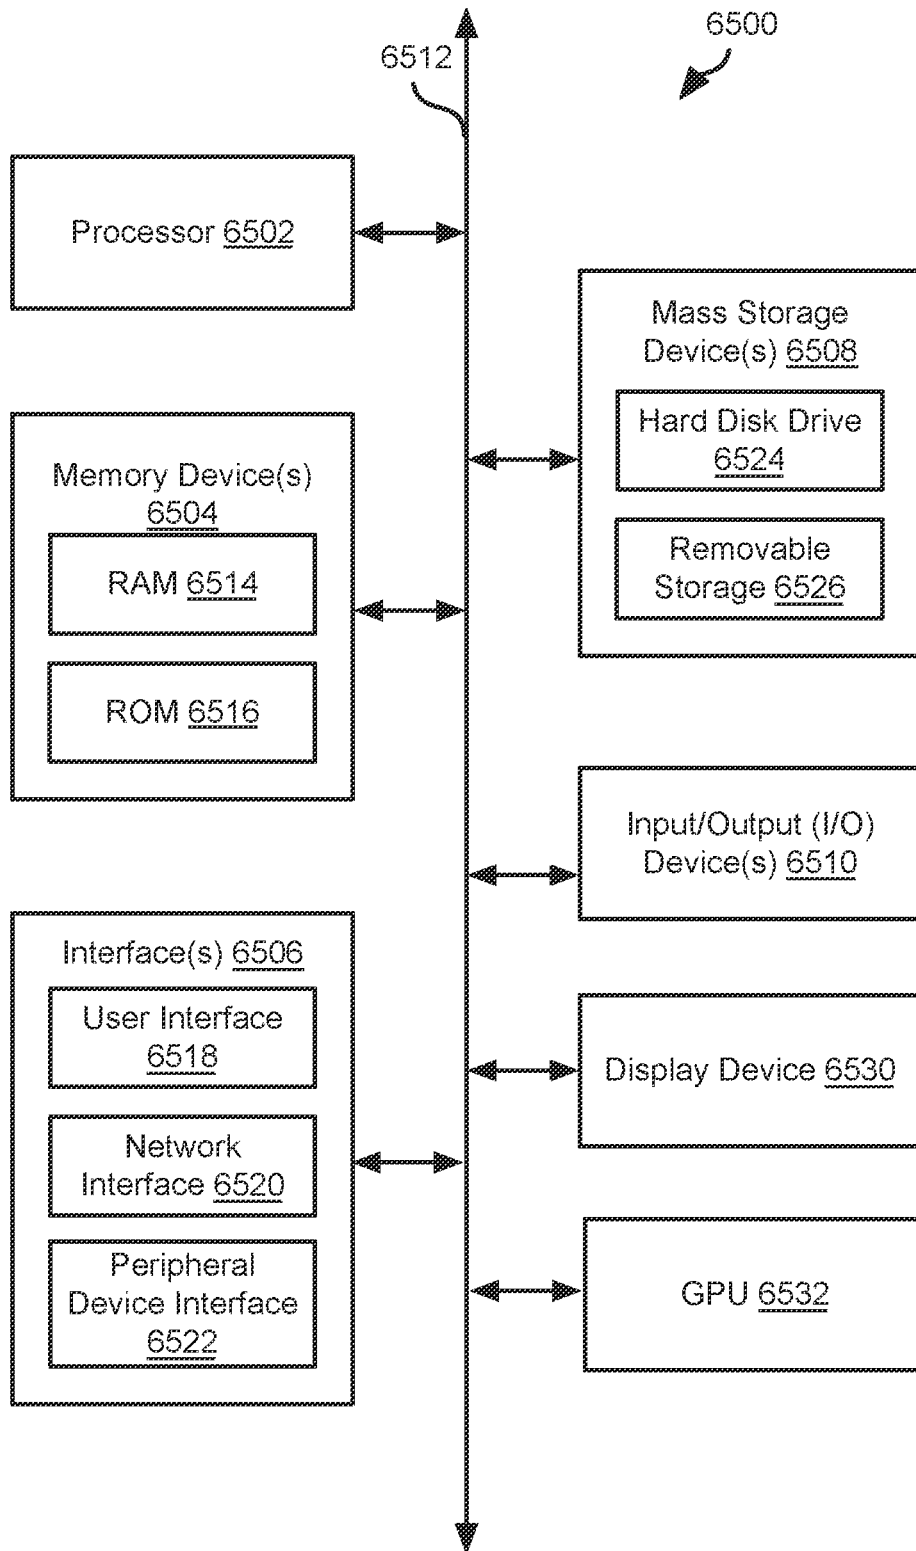 6500
6512
Processor 6502
Mass Storage
Device(s) 6508
Hard Disk Drive
6524
Removable
Storage 6526
Memory Device(s)
6504
RAM 6514
ROM 6516
Input/Output (I/O)
Device(s) 6510
Interface(s) 6506
User Interface
6518
Network
Interface 6520
Peripheral
Device Interface
6522
Display Device 6530
GPU 6532